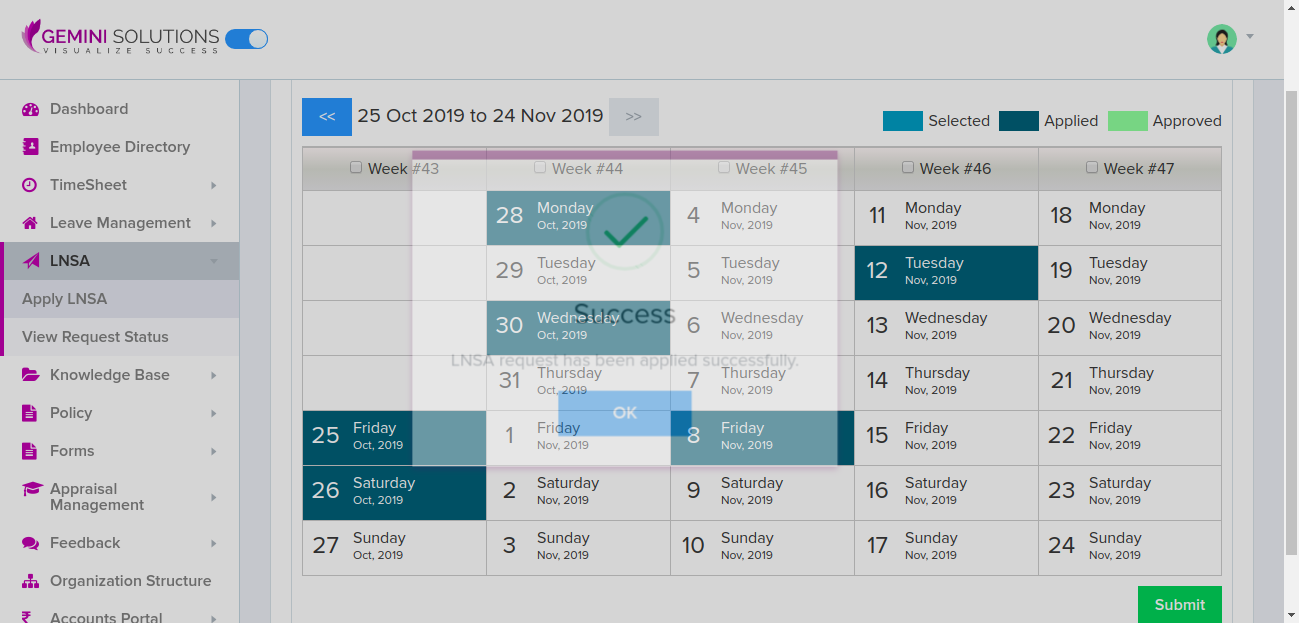 GEMINI SOLUTIONS
VISUALIZE SUCCESS
Dashboard
Employee Directory
TimeSheet
Leave Management
LNSA
Apply LNSA
View Request Status
Knowledge Base
Policy
Forms
Appraisal
Management
Feedback
Organization Structure
Accounts Portal
<< 25 Oct 2019 to 24 Nov 2019 >>
Selected Applied Approved
Week #43 Week #44 Week #45 Week #46 Week #47
28 Monday 4 Monday 11 Monday 18 Monday
Oct, 2019 Nov, 2019 Nov, 2019 Nov, 2019
29 Tuesday 5 Tuesday 12 Tuesday 19 Tuesday
Oct, 2019 Nov, 2019 Nov, 2019 Nov, 2019
30 Wednesday 6 Wednesday 13 Wednesday 20 Wednesday
Oct, 2019 Nov, 2019 Nov, 2019 Nov, 2019
31 Thursday 7 Thursday 14 Thursday 21 Thursday
Oct, 2019 Nov, 2019 Nov, 2019 Nov, 2019
25 Friday 1 Friday 8 Friday 15 Friday 22 Friday
Oct, 2019 Nov, 2019 Nov, 2019 Nov, 2019 Nov, 2019
26 Saturday 2 Saturday 9 Saturday 16 Saturday 23 Saturday
Oct, 2019 Nov, 2019 Nov, 2019 Nov, 2019 Nov, 2019
27 Sunday 3 Sunday 10 Sunday 17 Sunday 24 Sunday
Oct, 2019 Nov, 2019 Nov, 2019 Nov, 2019 Nov, 2019
Success
LNSA request has been applied successfully.
OK
Submit